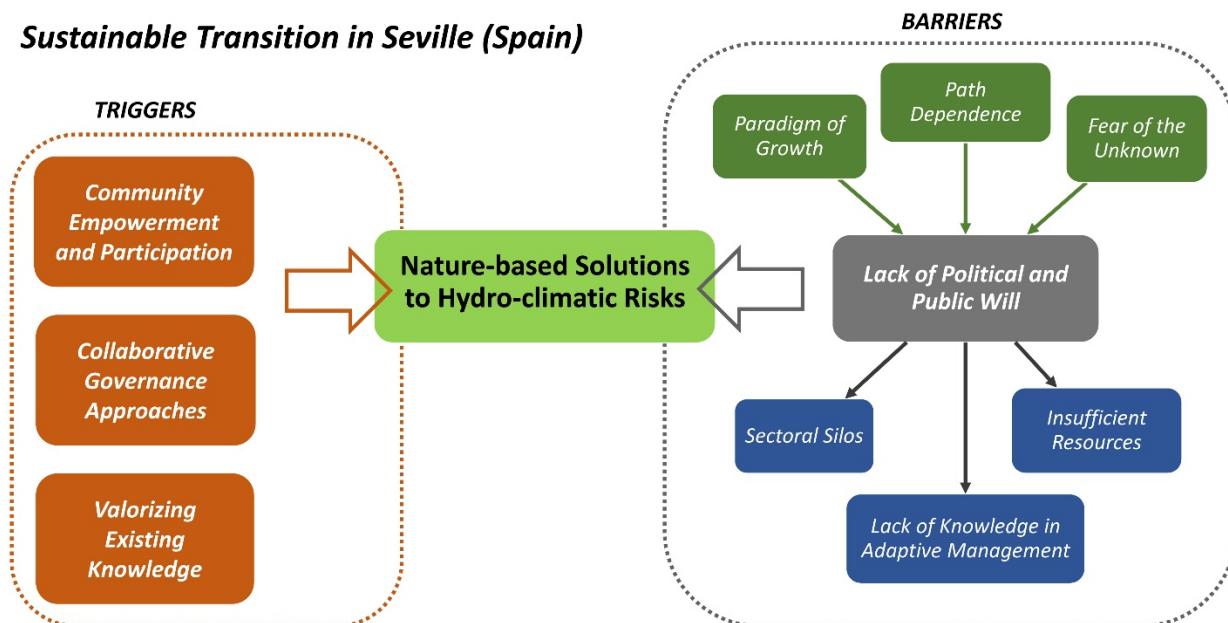 Sustainable Transition in Seville (Spain)
TRIGGERS
Community
Empowerment
and Participation
Collaborative
Governance
Approaches
Valorizing
Existing
Knowledge
Nature-based Solutions
to Hydro-climatic Risks
BARRIERS
Paradigm of
Growth
Path
Dependence
Fear of the
Unknown
Lack of Political and
Public Will
Sectoral Silos
Lack of Knowledge in
Adaptive Management
Insufficient
Resources